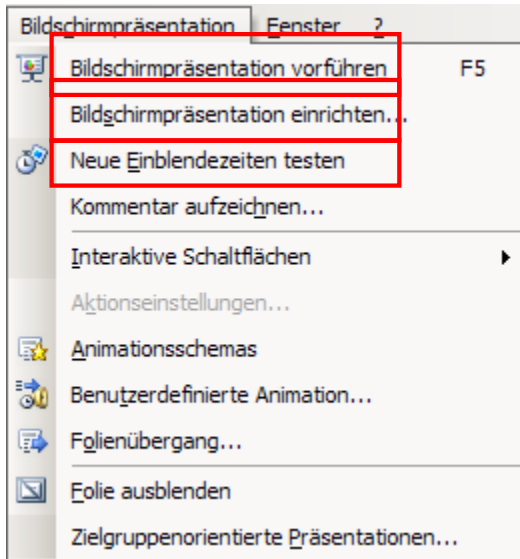 Bildschirmpräsentation Fenster ?
Bildschirmpräsentation vorführen F5
Bildschirmpräsentation einrichten...
Neue Einblendezeiten testen
Kommentar aufzeichnen...
Interaktive Schaltflächen
Aktionseinstellungen...
Animationsschemas
Benutzerdefinierte Animation...
Folienübergang...
Folie ausblenden
Zielgruppenorientierte Präsentationen...